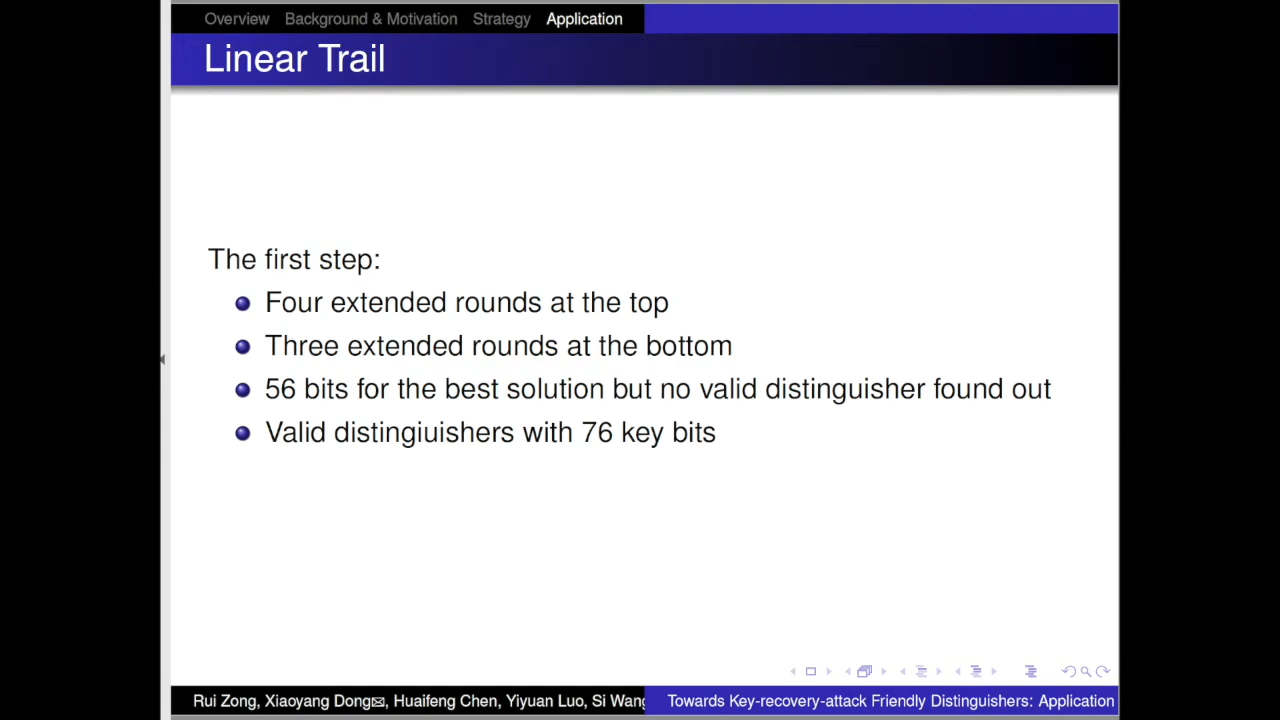 Overview Background & Motivation Strategy Application
Linear Trail
The first step:
Four extended rounds at the top
Three extended rounds at the bottom
56 bits for the best solution but no valid distinguisher found out
Valid distingiuishers with 76 key bits
Rui Zong, Xiaoyang Dong✉, Huaifeng Chen, Yiyuan Luo, Si Wang Towards Key-recovery-attack Friendly Distinguishers: Application